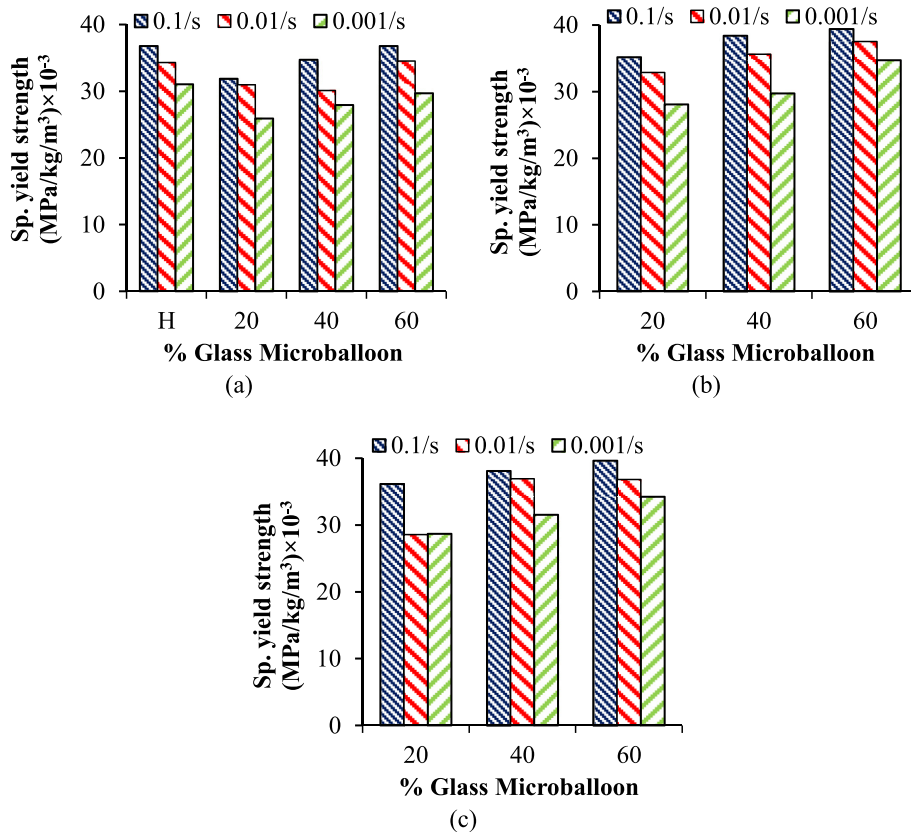 0.1/s 0.01/s 0.001/s
40
30
20
10
0
Sp. yield strength
(MPa/kg/m³)×10⁻³
H 20 40 60
% Glass Microballoon
(a)
0.1/s 0.01/s 0.001/s
40
30
20
10
0
Sp. yield strength
(MPa/kg/m³)×10⁻³
20 40 60
% Glass Microballoon
(b)
0.1/s 0.01/s 0.001/s
40
30
20
10
0
Sp. yield strength
(MPa/kg/m³)×10⁻³
20 40 60
% Glass Microballoon
(c)